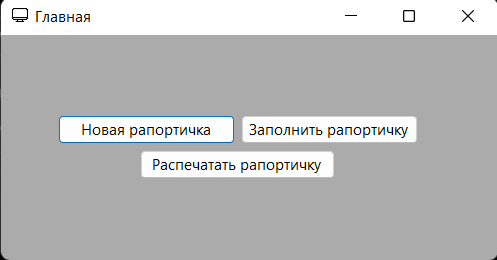 Главная
Новая рапортичка
Заполнить рапортичку
Распечатать рапортичку